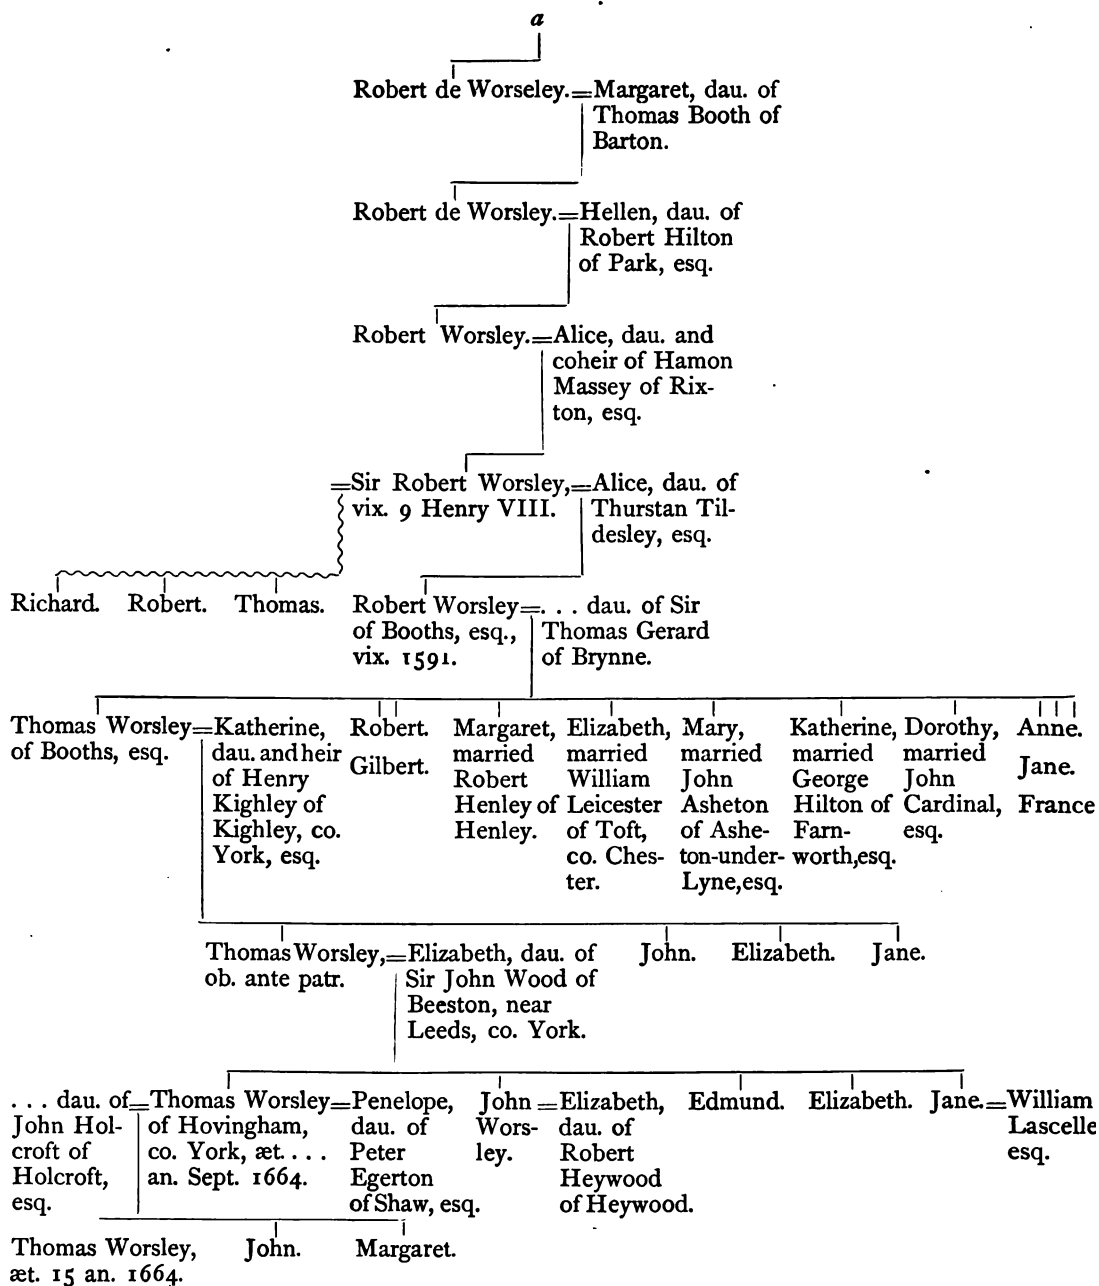 a
Robert de Worseley.=Margaret, dau. of
Thomas Booth of
Barton.
Robert de Worsley.=Hellen, dau. of
Robert Hilton
of Park, esq.
Robert Worsley.=Alice, dau. and
coheir of Hamon
Massey of Rix-
ton, esq.
=Sir Robert Worsley,=Alice, dau. of
vix. 9 Henry VIII.
Thurstan Til-
desley, esq.
Richard. Robert. Thomas.
Robert Worsley=. . . dau. of Sir
of Booths, esq.,
vix. 1591.
Thomas Gerard
of Brynne.
Thomas Worsley=Katherine,
of Booths, esq.
dau. and heir
of Henry
Kighley of
Kighley, co.
York, esq.
Robert.
Gilbert.
Margaret,
married
Robert
Henley of
Henley.
Elizabeth,
married
William
Leicester
of Toft,
co. Ches-
ter.
Mary,
married
John
Asheton
of Ashe-
ton-under-
Lyne,esq.
Katherine,
married
George
Hilton of
Farn-
worth,esq.
Dorothy,
married
John
Cardinal,
esq.
Anne.
Jane.
France
Thomas Worsley,=Elizabeth, dau. of
ob. ante patr.
Sir John Wood of
Beeston, near
Leeds, co. York.
John. Elizabeth. Jane.
. . . dau. of=Thomas Worsley=Penelope,
John Hol-
croft of
Holcroft,
esq.
of Hovingham,
co. York, æt. . . .
an. Sept. 1664.
dau. of
Peter
Egerton
of Shaw, esq.
John =Elizabeth,
Wors-
ley.
dau. of
Robert
Heywood
of Heywood.
Edmund. Elizabeth. Jane.=William
Lascelle
esq.
Thomas Worsley,
æt. 15 an. 1664.
John. Margaret.